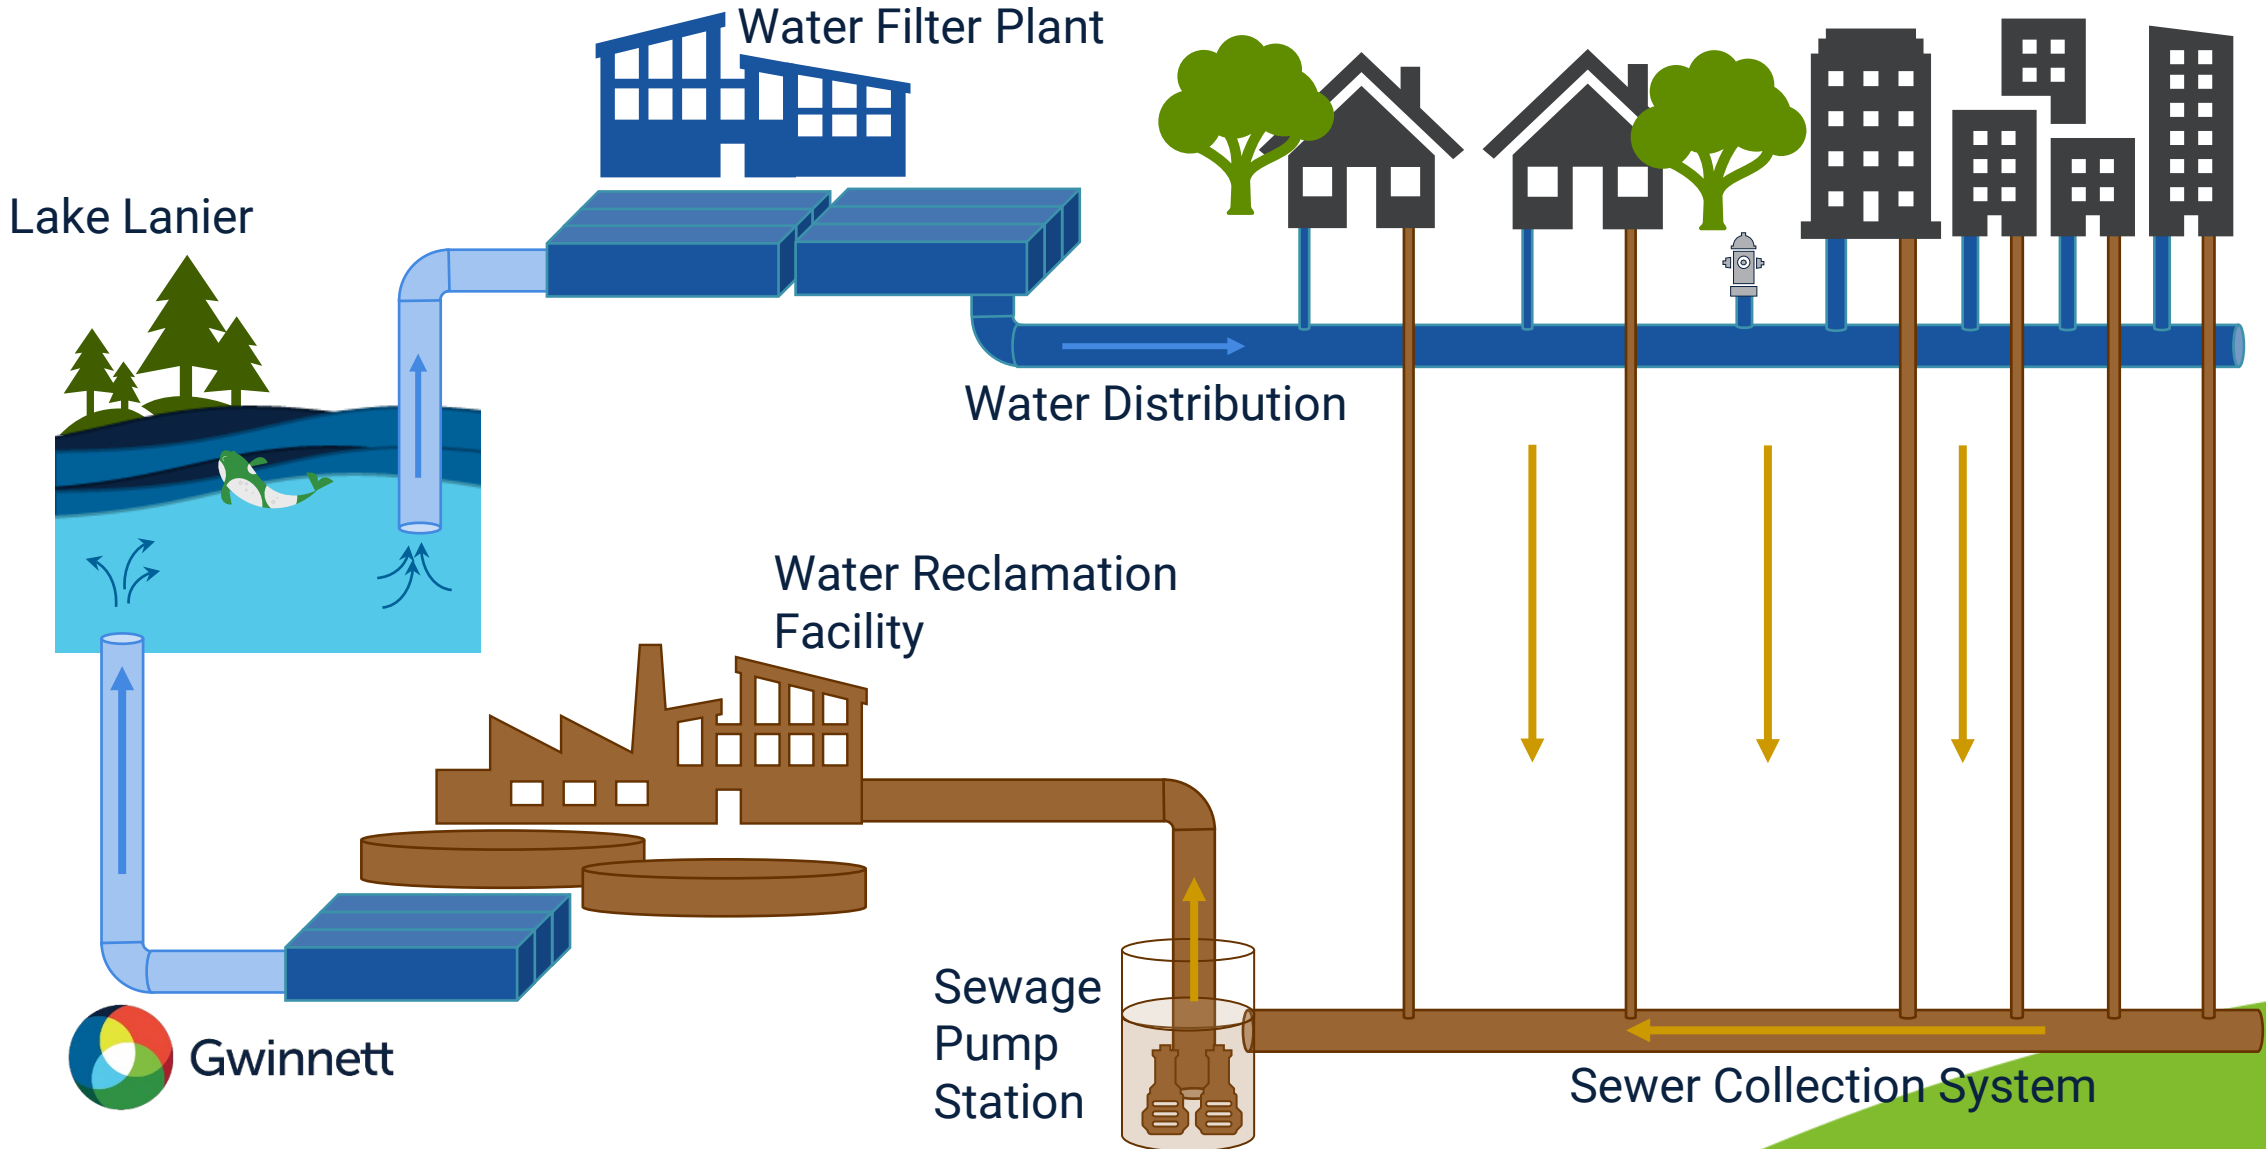 Water Filter Plant
Lake Lanier
Water Distribution
Water Reclamation
Facility
Sewage
Pump
Station
Sewer Collection System
Gwinnett